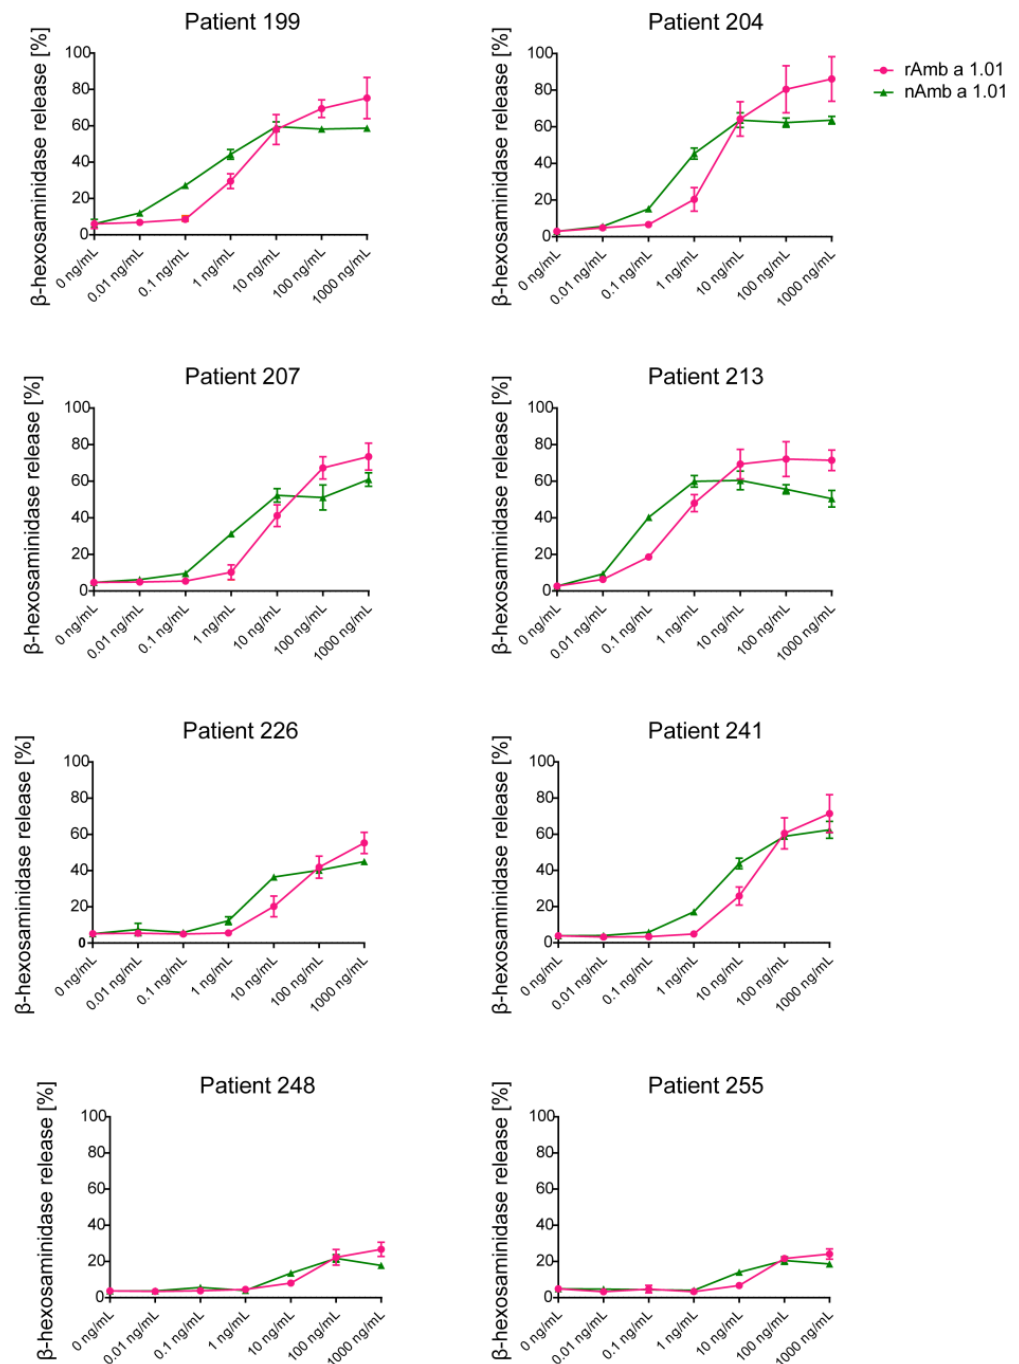 Patient 199
β-hexosaminidase release [%]
100
80
60
40
20
0
0 ng/mL
0.01 ng/mL
0.1 ng/mL
1 ng/mL
10 ng/mL
100 ng/mL
1000 ng/mL
Patient 204
β-hexosaminidase release [%]
100
80
60
40
20
0
0 ng/mL
0.01 ng/mL
0.1 ng/mL
1 ng/mL
10 ng/mL
100 ng/mL
1000 ng/mL
rAmb a 1.01
nAmb a 1.01
Patient 207
β-hexosaminidase release [%]
100
80
60
40
20
0
0 ng/mL
0.01 ng/mL
0.1 ng/mL
1 ng/mL
10 ng/mL
100 ng/mL
1000 ng/mL
Patient 213
β-hexosaminidase release [%]
100
80
60
40
20
0
0 ng/mL
0.01 ng/mL
0.1 ng/mL
1 ng/mL
10 ng/mL
100 ng/mL
1000 ng/mL
Patient 226
β-hexosaminidase release [%]
100
80
60
40
20
0
0 ng/mL
0.01 ng/mL
0.1 ng/mL
1 ng/mL
10 ng/mL
100 ng/mL
1000 ng/mL
Patient 241
β-hexosaminidase release [%]
100
80
60
40
20
0
0 ng/mL
0.01 ng/mL
0.1 ng/mL
1 ng/mL
10 ng/mL
100 ng/mL
1000 ng/mL
Patient 248
β-hexosaminidase release [%]
100
80
60
40
20
0
0 ng/mL
0.01 ng/mL
0.1 ng/mL
1 ng/mL
10 ng/mL
100 ng/mL
1000 ng/mL
Patient 255
β-hexosaminidase release [%]
100
80
60
40
20
0
0 ng/mL
0.01 ng/mL
0.1 ng/mL
1 ng/mL
10 ng/mL
100 ng/mL
1000 ng/mL